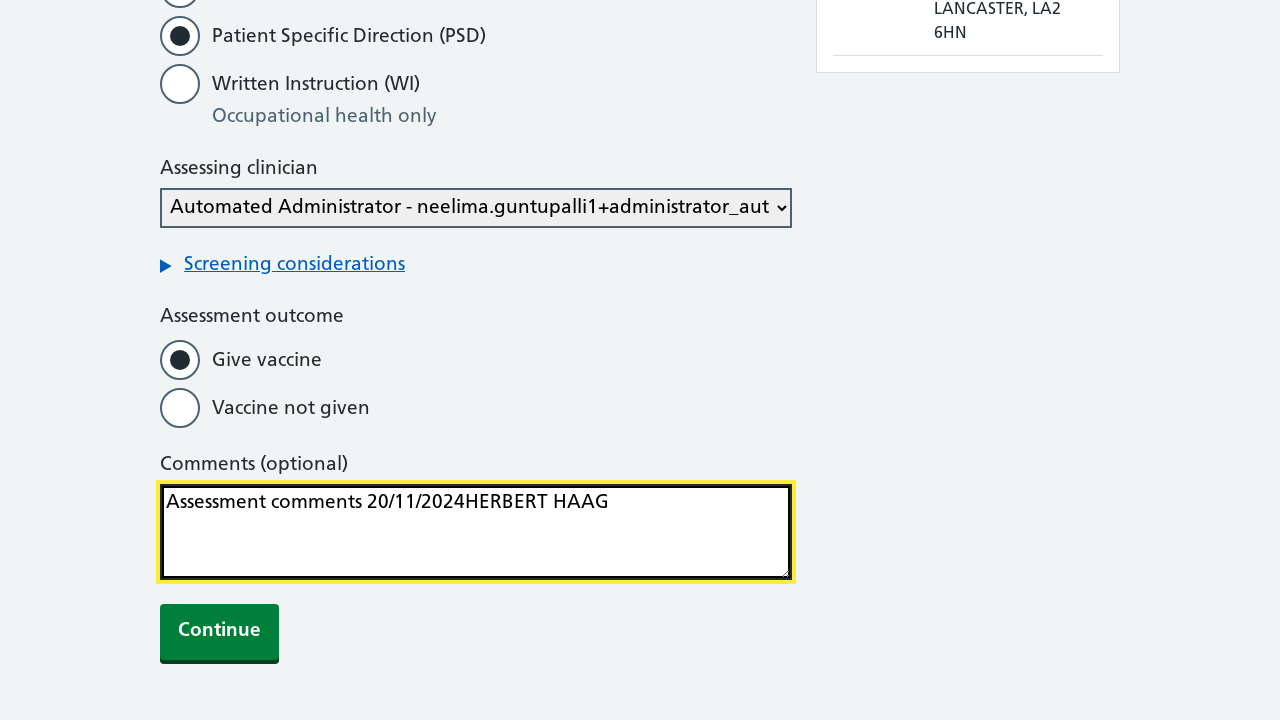 LANCASTER, LA2
6HN
Patient Specific Direction (PSD)
Written Instruction (WI)
Occupational health only
Assessing clinician
Automated Administrator - neelima.guntupalli1+administrator_aut
Screening considerations
Assessment outcome
Give vaccine
Vaccine not given
Comments (optional)
Assessment comments 20/11/2024HERBERT HAAG
Continue